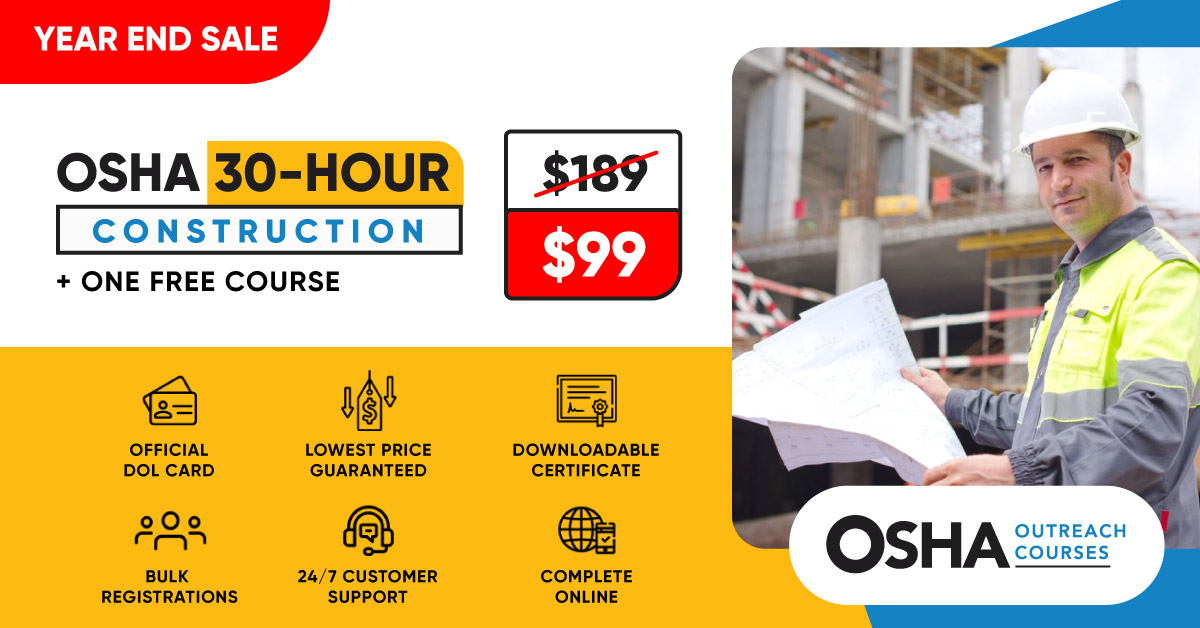 YEAR END SALE
OSHA 30-HOUR
CONSTRUCTION
+ ONE FREE COURSE
$189
$99
OFFICIAL
DOL CARD
LOWEST PRICE
GUARANTEED
DOWNLOADABLE
CERTIFICATE
BULK
REGISTRATIONS
24/7 CUSTOMER
SUPPORT
COMPLETE
ONLINE
OSHA OUTREACH
COURSES